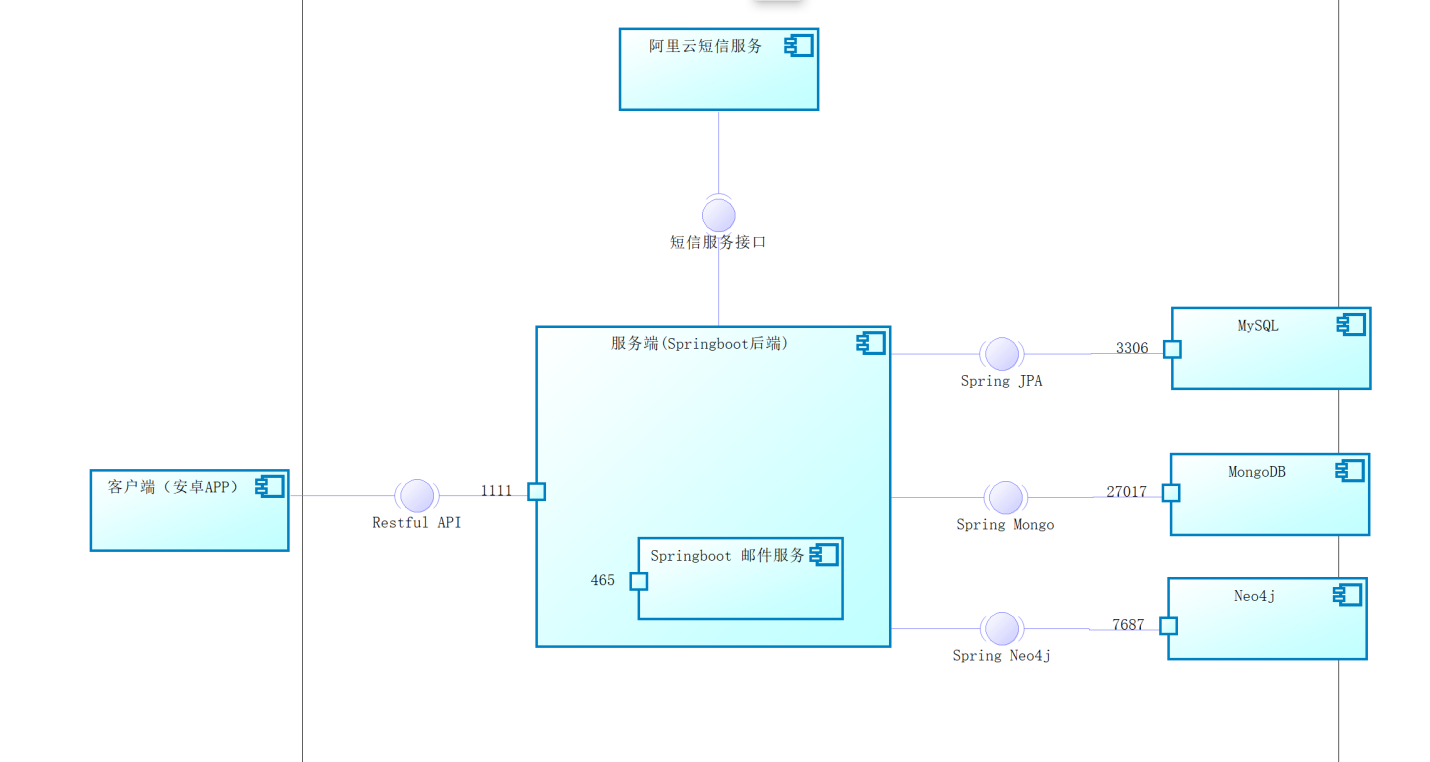 阿里云短信服务
短信服务接口
服务端(Springboot后端)
MySQL
3306
Spring JPA
MongoDB
27017
Spring Mongo
客户端（安卓APP）
1111
Restful API
Springboot 邮件服务
465
Neo4j
7687
Spring Neo4j